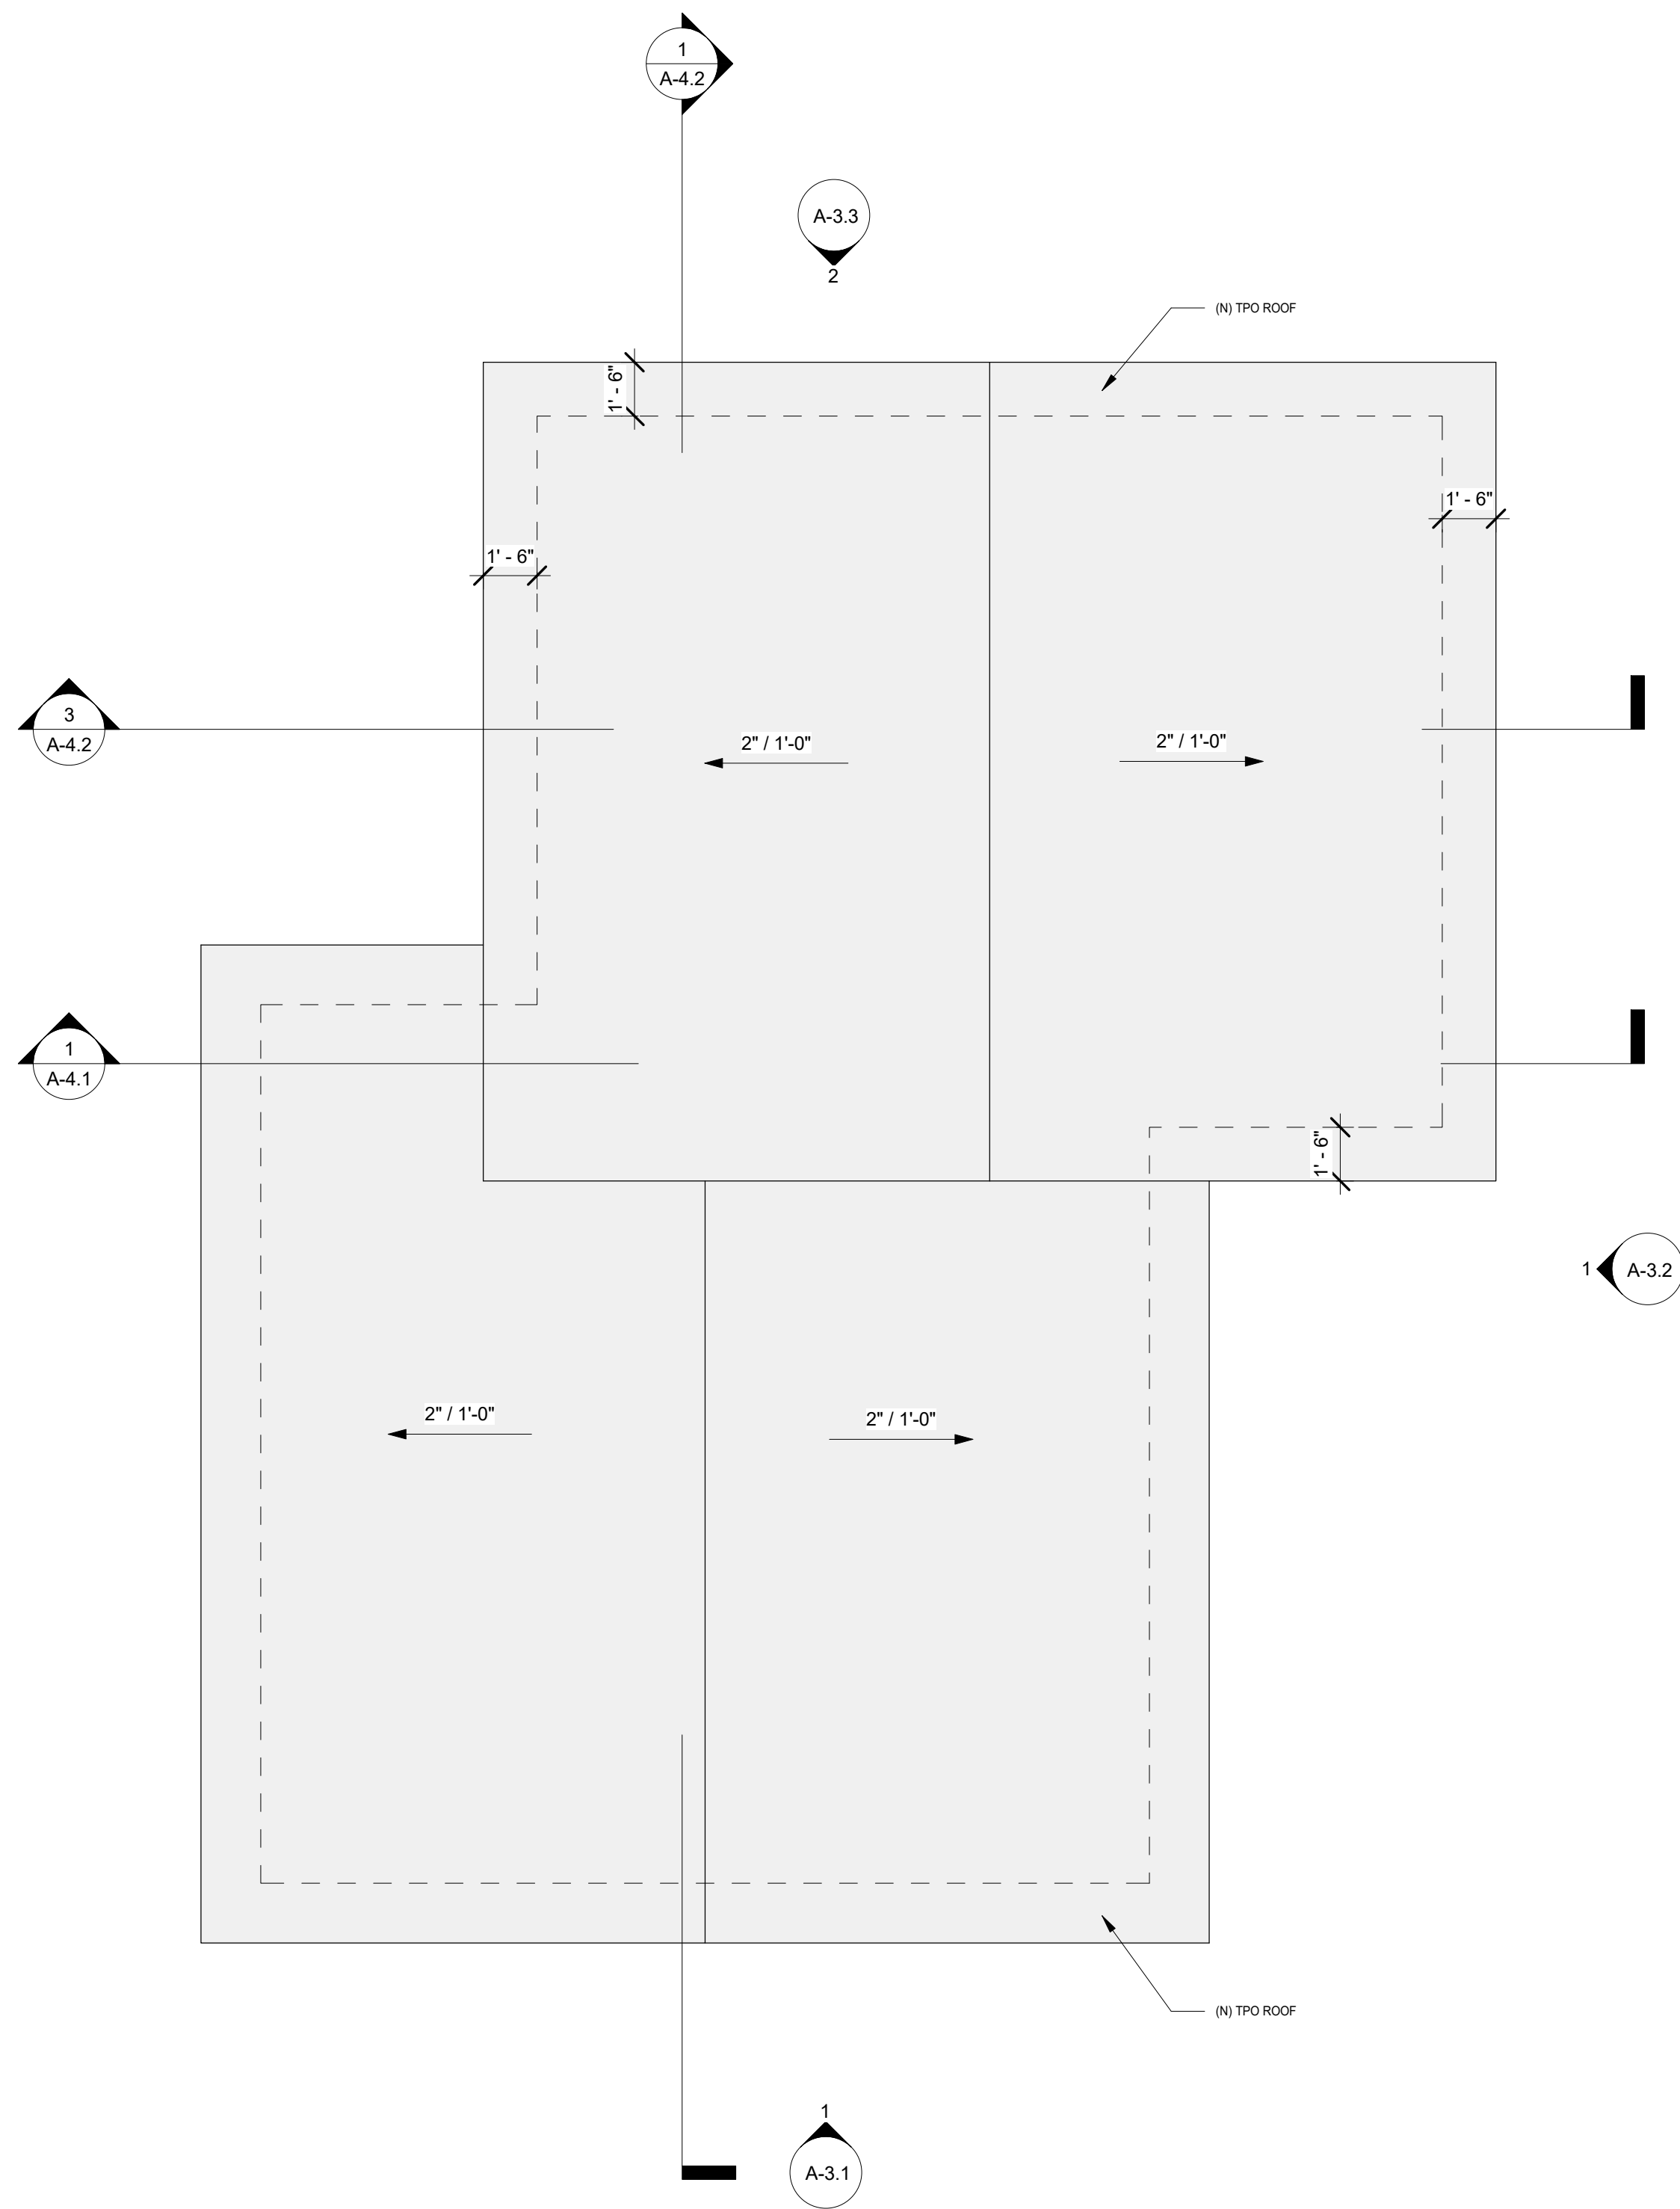 1
A-4.2
A-3.3
2
(N) TPO ROOF
1' - 6"
1' - 6"
1' - 6"
3
A-4.2
2" / 1'-0"
2" / 1'-0"
1
A-4.1
1' - 6"
1
A-3.2
2" / 1'-0"
2" / 1'-0"
(N) TPO ROOF
1
A-3.1